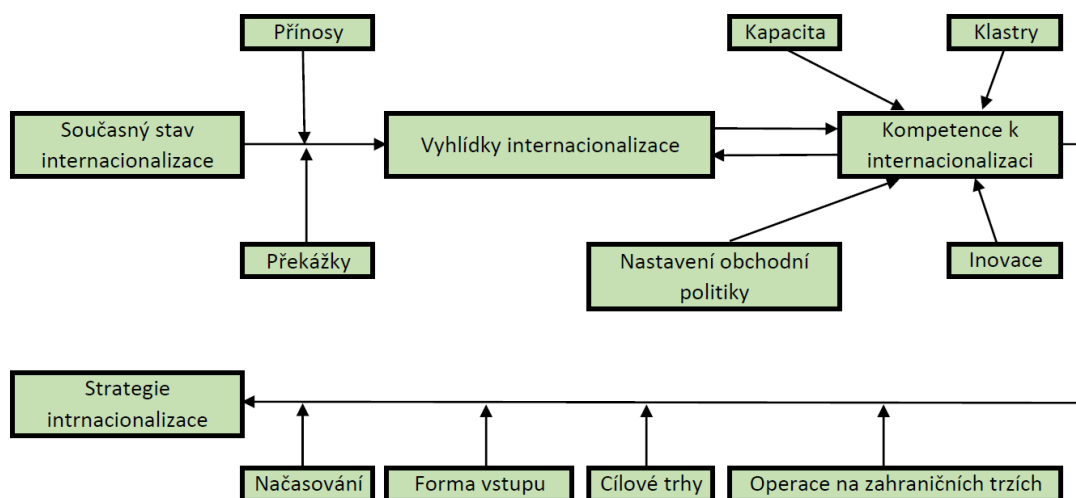 Přínosy
Kapacita
Klastry
Současný stav
internacionalizace
Vyhlídky internacionalizace
Kompetence k
internacionalizaci
Překážky
Nastavení obchodní
politiky
Inovace
Strategie
intrnacionalizace
Načasování
Forma vstupu
Cílové trhy
Operace na zahraničních trzích